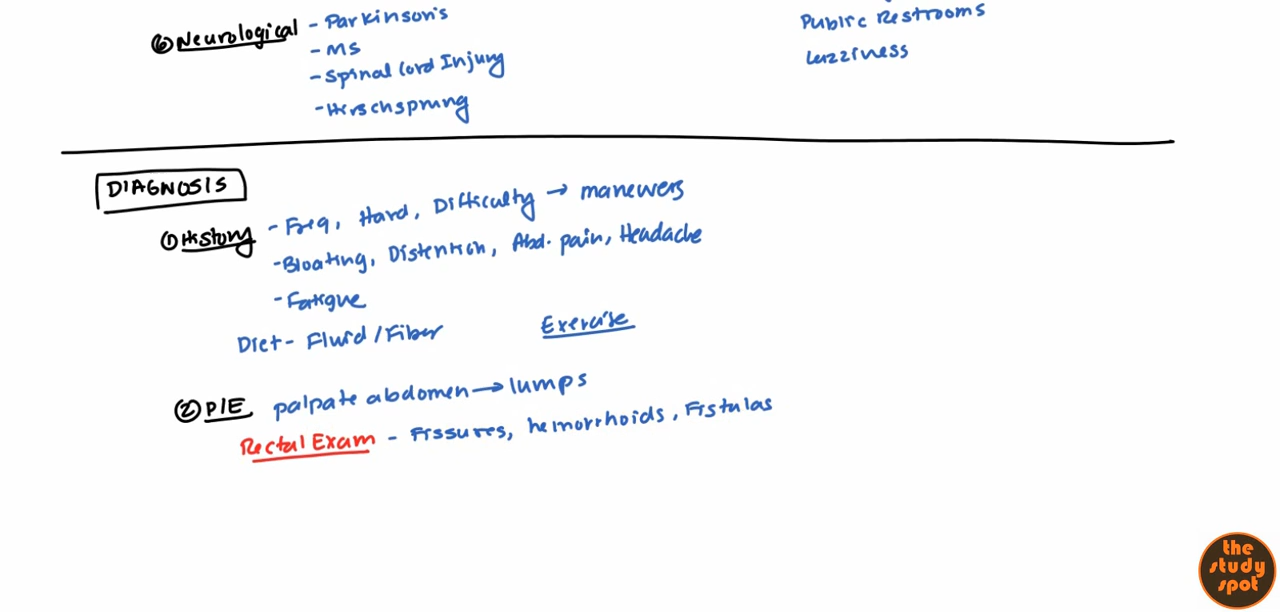 ⑥ Neurological - Parkinson's
- MS
- Spinal Cord Injury
- Hirschsprung
Public Restrooms
Luzziness
DIAGNOSIS
① History - Freq, Hard, Difficulty → maneuvers
- Bloating, Distention, Abd. pain, Headache
- Fatigue
Diet - Fluid / Fiber
Exercise
② P/E palpate abdomen → lumps
Rectal Exam - Fissures, hemorrhoids, Fistulas
the
study
spot